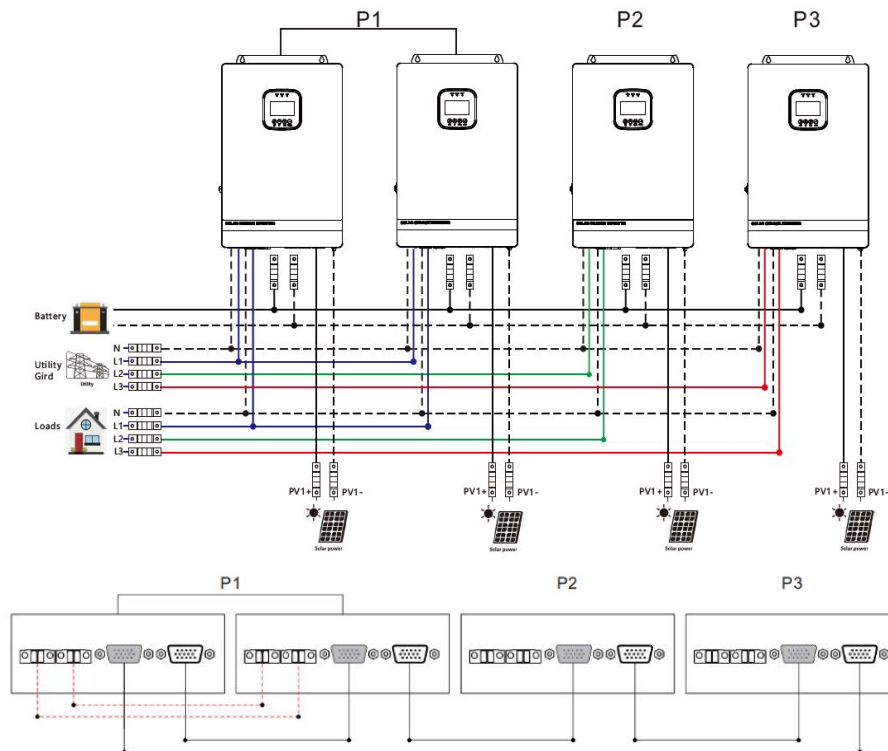 P1 P2 P3
Battery
N
L1
Utility
Gird
Utility
L2
L3
N
L1
Loads
L2
L3
PV1+ PV1- PV1+ PV1- PV1+ PV1- PV1+ PV1-
Solar power Solar power Solar power Solar power
P1 P2 P3